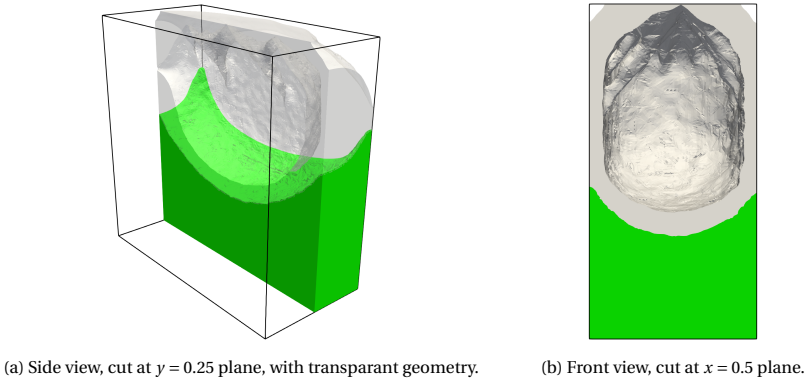 (a) Side view, cut at y = 0.25 plane, with transparant geometry.
(b) Front view, cut at x = 0.5 plane.